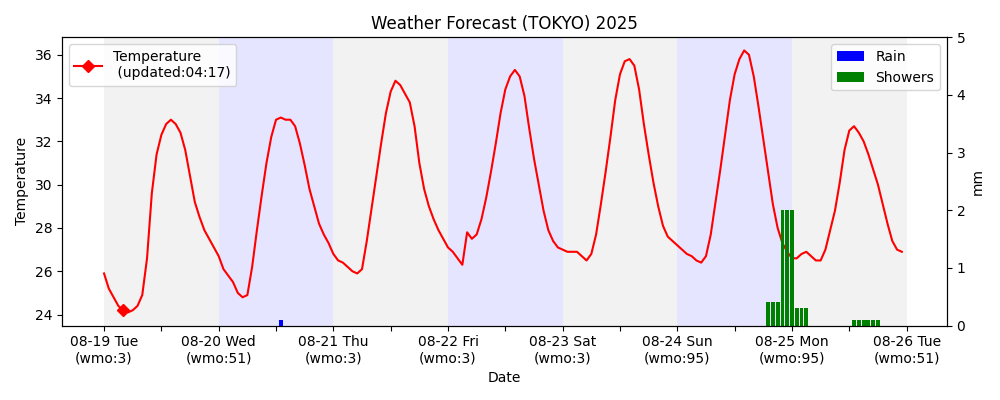 Weather Forecast (TOKYO) 2025
Temperature
(updated:04:17)
Rain
Showers
36
34
32
30
28
26
24
Temperature
5
4
3
2
1
0
mm
08-19 Tue
(wmo:3)
08-20 Wed
(wmo:51)
08-21 Thu
(wmo:3)
08-22 Fri
(wmo:3)
08-23 Sat
(wmo:3)
08-24 Sun
(wmo:95)
08-25 Mon
(wmo:95)
08-26 Tue
(wmo:51)
Date